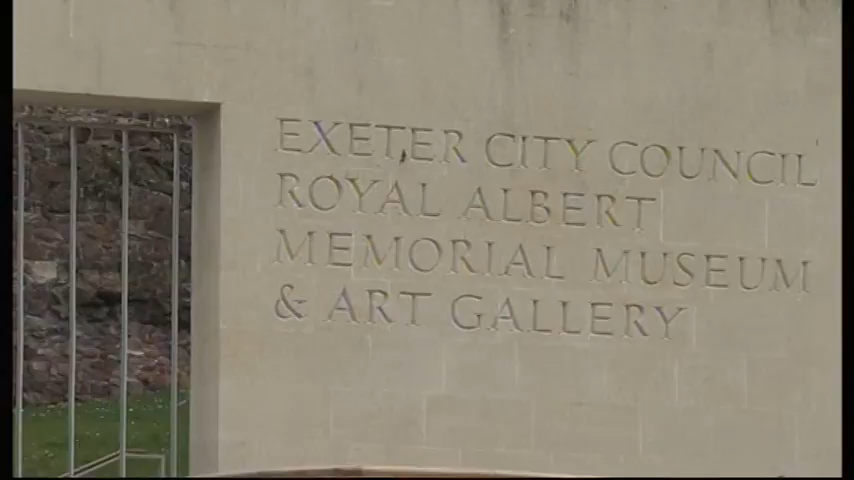 EXETER CITY COUNCIL
ROYAL ALBERT
MEMORIAL MUSEUM
& ART GALLERY